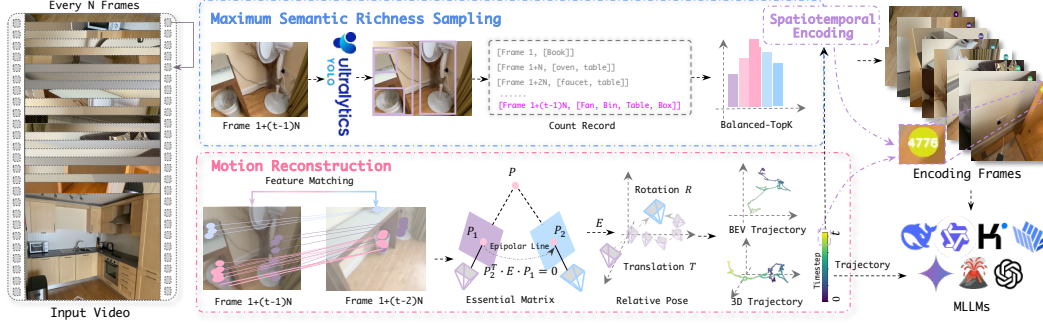 Every N Frames
Input Video
Maximum Semantic Richness Sampling
Frame 1+(t-1)N
ultralytics
YOLO
[Frame 1, [Book]]
[Frame 1+N, [oven, table]]
[Frame 1+2N, [faucet, table]]
......
[Frame 1+(t-1)N, [Fan, Bin, Table, Box]]
Count Record
Balanced-TopK
Spatiotemporal
Encoding
4776
Encoding Frames
Motion Reconstruction
Feature Matching
Frame 1+(t-1)N
Frame 1+(t-2)N
P
P₁
P₂
Epipolar Line
P₂ᵀ · E · P₁ = 0
Essential Matrix
E
Rotation R
Translation T
Relative Pose
BEV Trajectory
3D Trajectory
t
Timestep
0
Trajectory
MLLMs